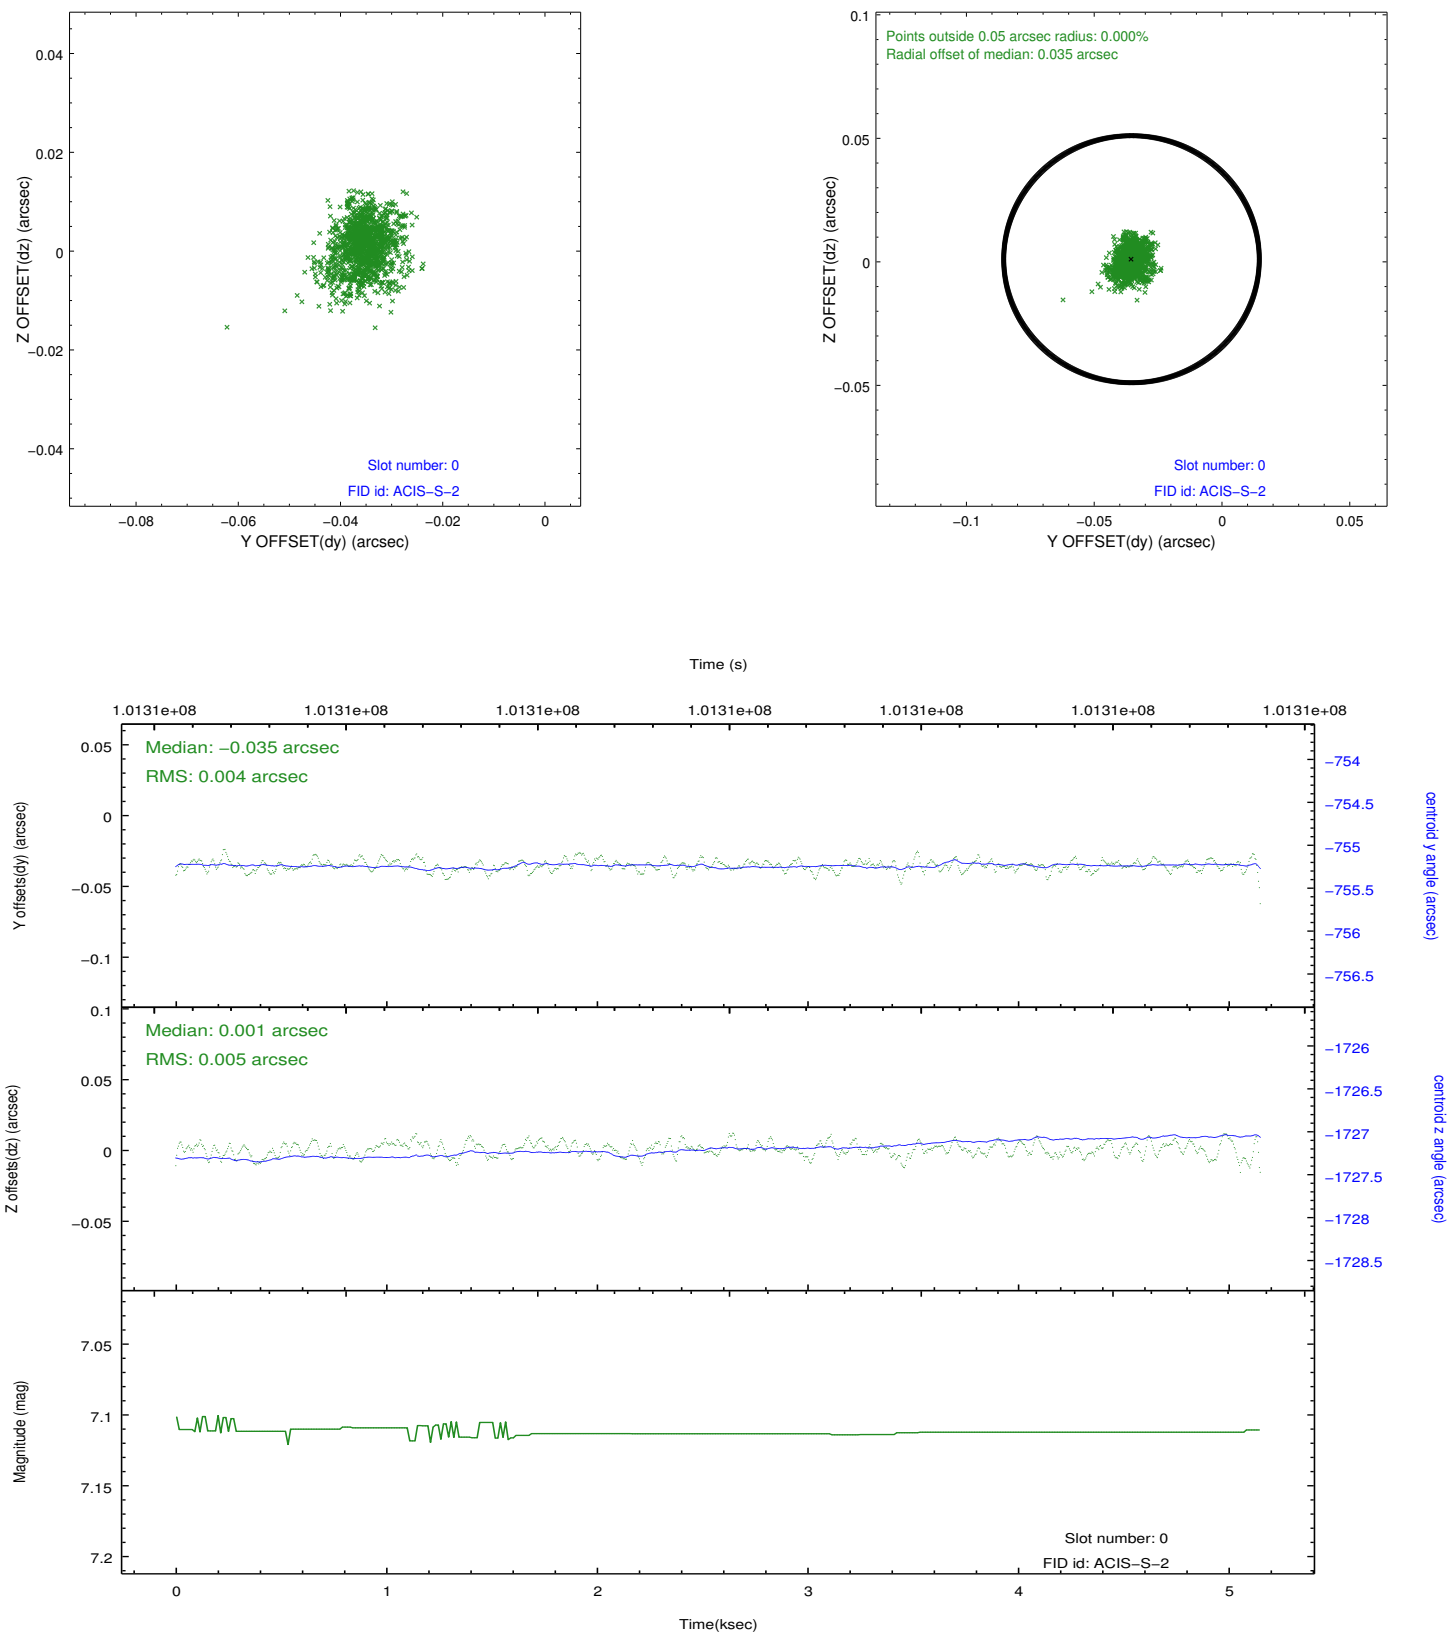 0.04
0.02
0
−0.02
−0.04
Z OFFSET(dz) (arcsec)
Slot number: 0
FID id: ACIS−S−2
−0.08
−0.06
−0.04
−0.02
0
Y OFFSET(dy) (arcsec)
0.1
0.05
0
−0.05
Z OFFSET(dz) (arcsec)
Points outside 0.05 arcsec radius: 0.000%
Radial offset of median: 0.035 arcsec
Slot number: 0
FID id: ACIS−S−2
−0.1
−0.05
0
0.05
Y OFFSET(dy) (arcsec)
Time (s)
1.0131e+08
1.0131e+08
1.0131e+08
1.0131e+08
1.0131e+08
1.0131e+08
1.0131e+08
Median: −0.035 arcsec
RMS: 0.004 arcsec
0.05
0
−0.05
−0.1
Y offsets(dy) (arcsec)
−754
−754.5
−755
−755.5
−756
−756.5
centroid y angle (arcsec)
Median: 0.001 arcsec
RMS: 0.005 arcsec
0.1
0.05
0
−0.05
Z offsets(dz) (arcsec)
−1726
−1726.5
−1727
−1727.5
−1728
−1728.5
centroid z angle (arcsec)
7.05
7.1
7.15
7.2
Magnitude (mag)
Slot number: 0
FID id: ACIS−S−2
0
1
2
3
4
5
Time(ksec)